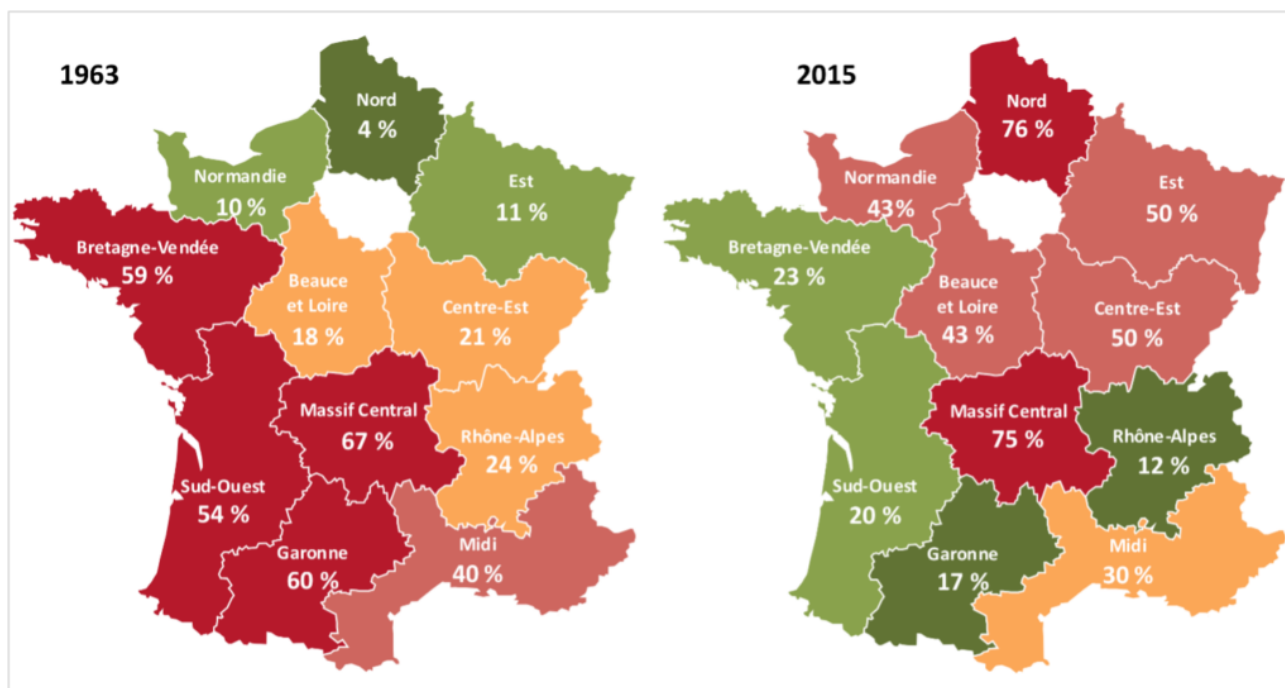 1963
Nord
4 %
Normandie
10 %
Est
11 %
Bretagne-Vendée
59 %
Beauce
et Loire
18 %
Centre-Est
21 %
Massif Central
67 %
Rhône-Alpes
24 %
Sud-Ouest
54 %
Garonne
60 %
Midi
40 %
2015
Nord
76 %
Normandie
43%
Est
50 %
Bretagne-Vendée
23 %
Beauce
et Loire
43 %
Centre-Est
50 %
Massif Central
75 %
Rhône-Alpes
12 %
Sud-Ouest
20 %
Garonne
17 %
Midi
30 %